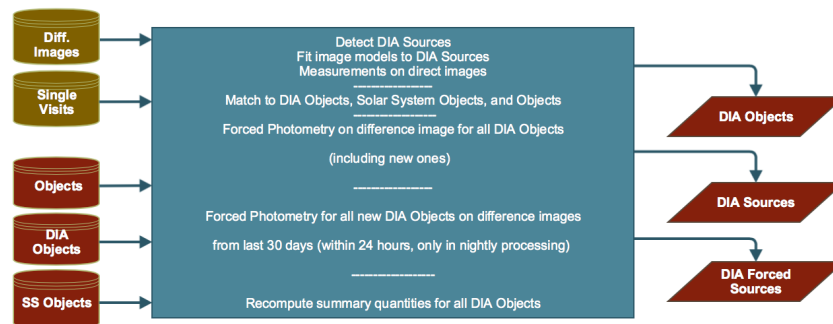 Diff.
Images
Single
Visits
Objects
DIA
Objects
SS Objects
Detect DIA Sources
Fit image models to DIA Sources
Measurements on direct images
-------------------
Match to DIA Objects, Solar System Objects, and Objects
-------------------
Forced Photometry on difference image for all DIA Objects
(including new ones)
-------------------
Forced Photometry for all new DIA Objects on difference images
from last 30 days (within 24 hours, only in nightly processing)
-------------------
Recompute summary quantities for all DIA Objects
DIA Objects
DIA Sources
DIA Forced
Sources